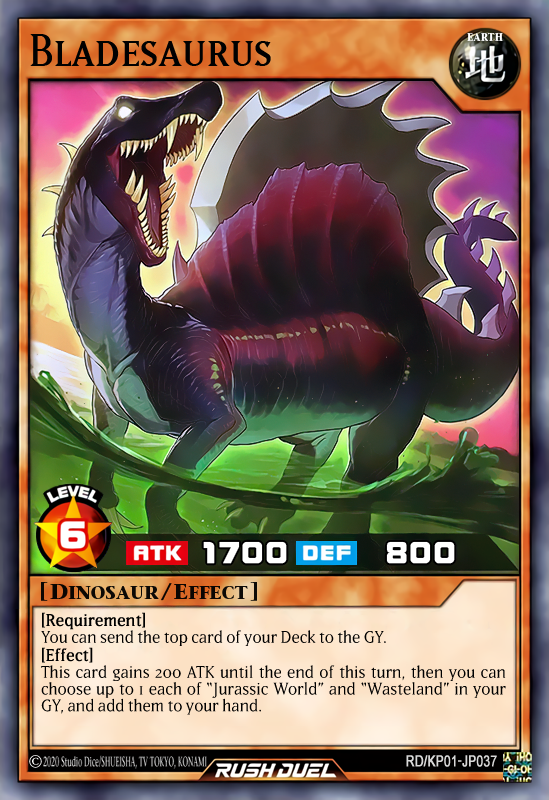 BLADESAURUS
EARTH
地
LEVEL
6
ATK 1700 DEF 800
[DINOSAUR/EFFECT]
[Requirement]
You can send the top card of your Deck to the GY.
[Effect]
This card gains 200 ATK until the end of this turn, then you can
choose up to 1 each of "Jurassic World" and "Wasteland" in your
GY, and add them to your hand.
©2020 Studio Dice/SHUEISHA, TV TOKYO, KONAMI
RUSH DUEL
RD/KP01-JP037